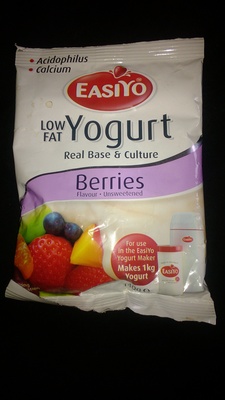 • Acidophilus
• Calcium
EASIYO
LOW FAT Yogurt
Real Base & Culture
Berries
Flavour • Unsweetened
For use
in the EasiYo
Yogurt Maker
Makes 1kg
Yogurt
EASIYO